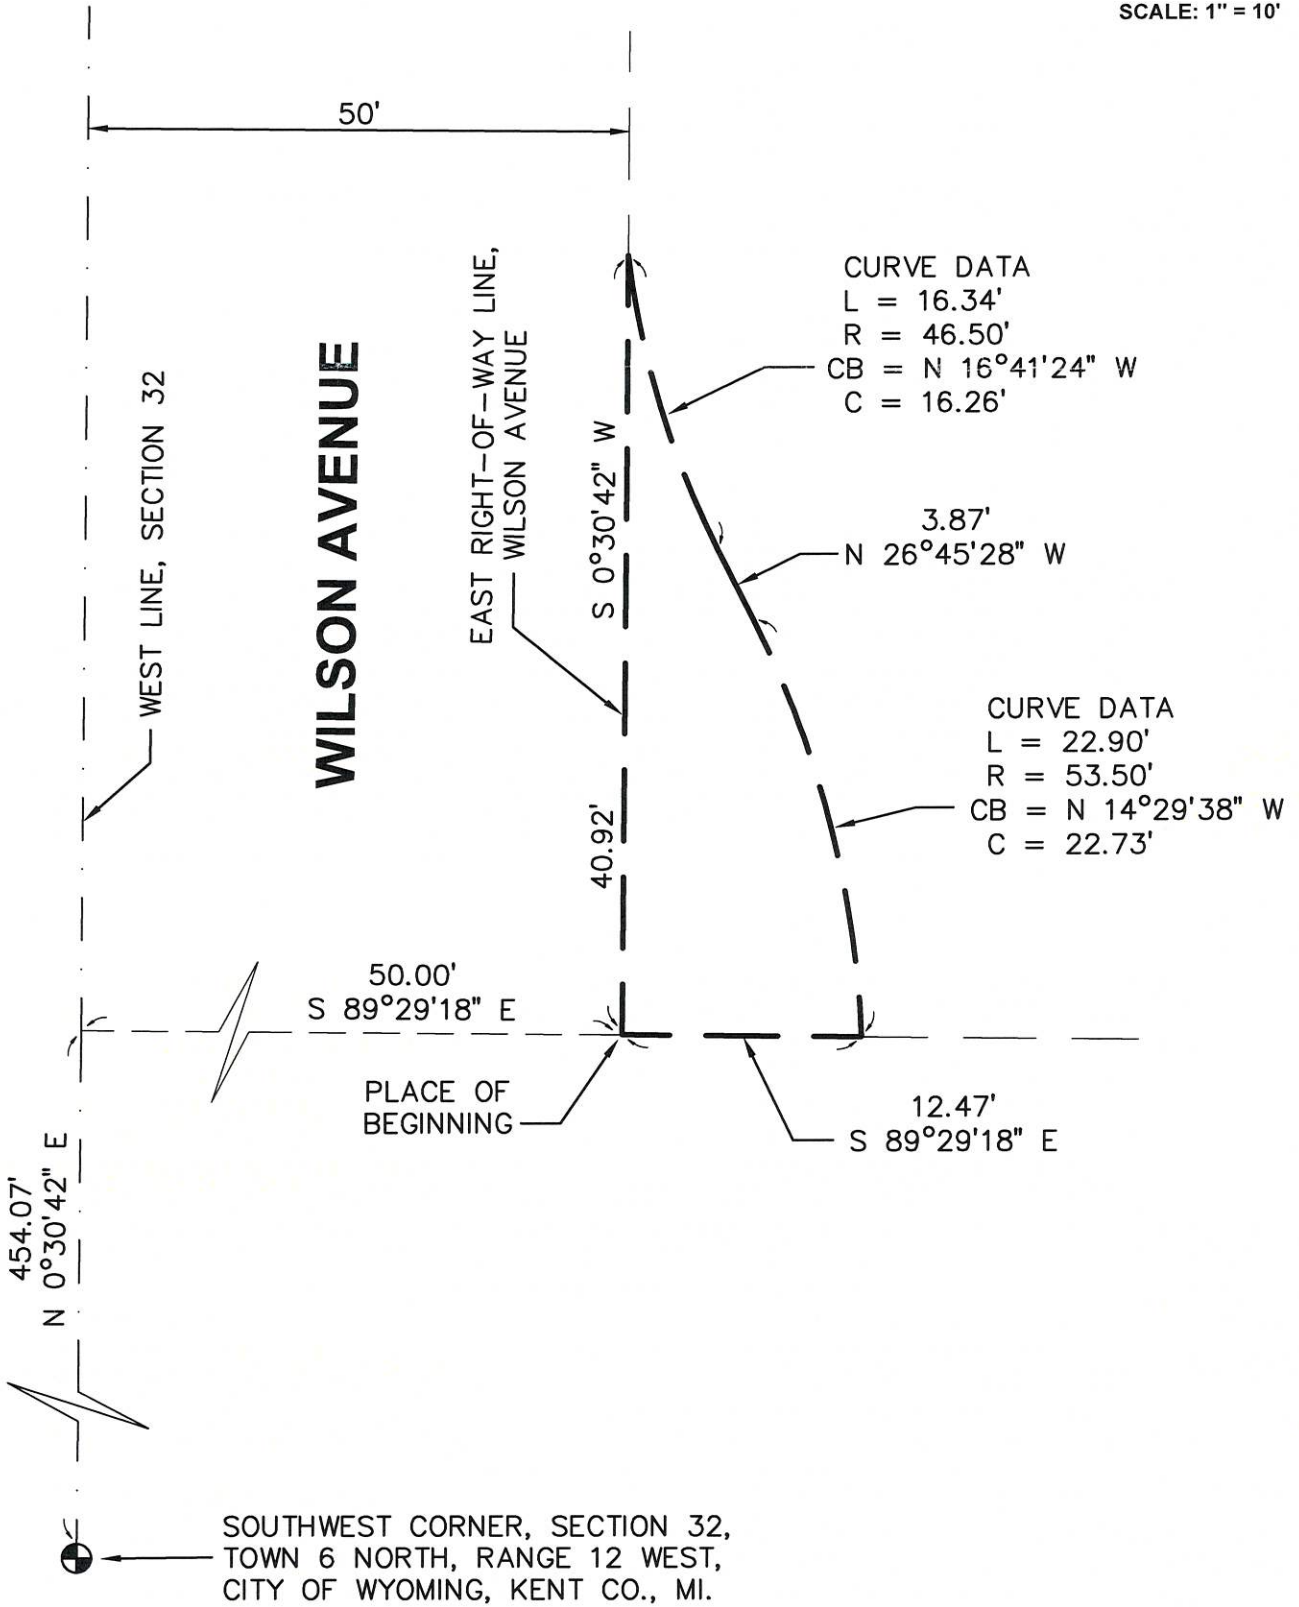 SCALE: 1" = 10'
50'
WEST LINE, SECTION 32
WILSON AVENUE
EAST RIGHT-OF-WAY LINE,
WILSON AVENUE
S 0°30'42" W
40.92'
CURVE DATA
L = 16.34'
R = 46.50'
CB = N 16°41'24" W
C = 16.26'
3.87'
N 26°45'28" W
CURVE DATA
L = 22.90'
R = 53.50'
CB = N 14°29'38" W
C = 22.73'
50.00'
S 89°29'18" E
PLACE OF
BEGINNING
12.47'
S 89°29'18" E
454.07'
N 0°30'42" E
SOUTHWEST CORNER, SECTION 32,
TOWN 6 NORTH, RANGE 12 WEST,
CITY OF WYOMING, KENT CO., MI.